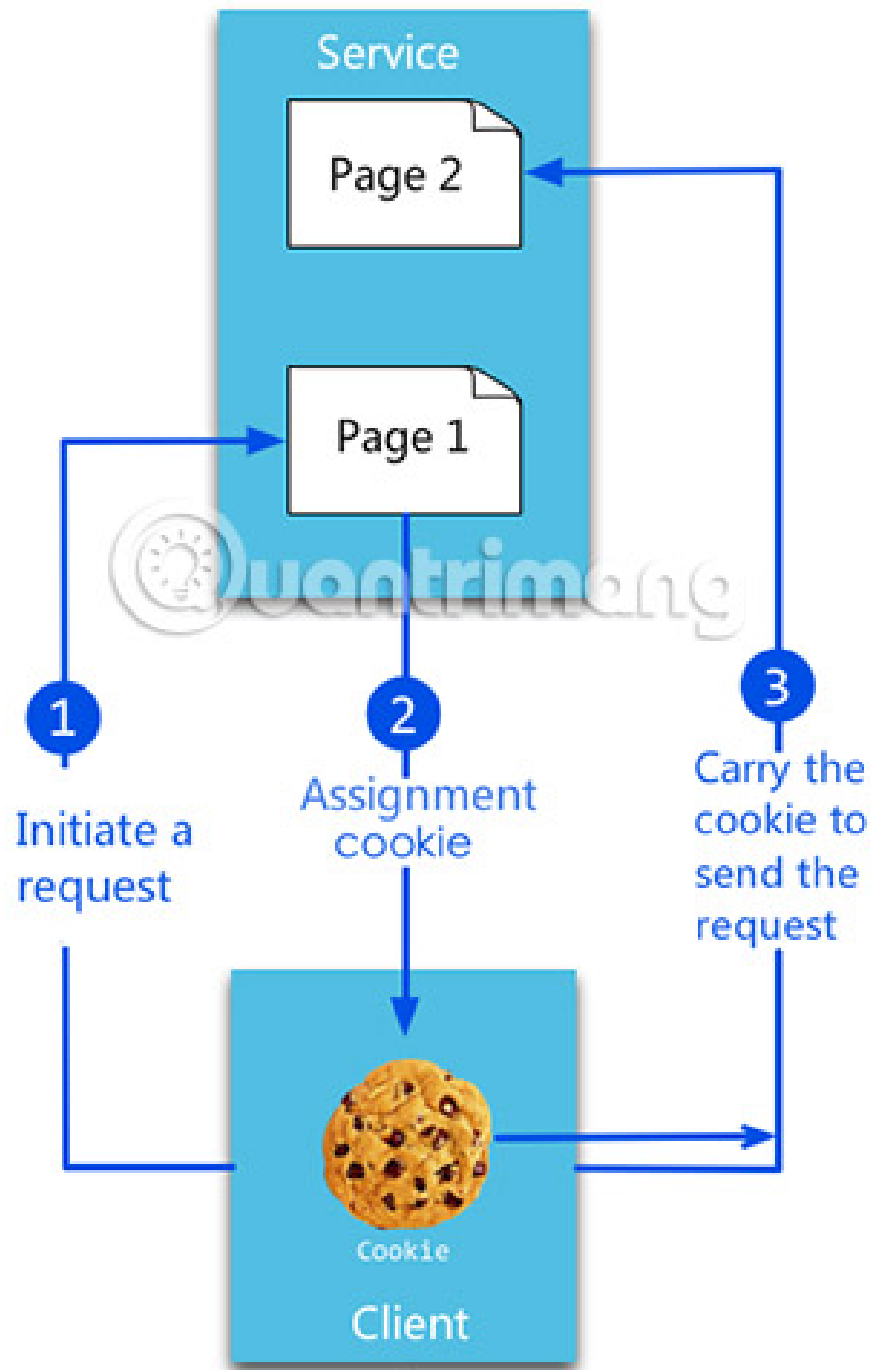 Service
Page 2
Page 1
Quantrimang
1
Initiate a
request
2
Assignment
cookie
3
Carry the
cookie to
send the
request
Cookie
Client